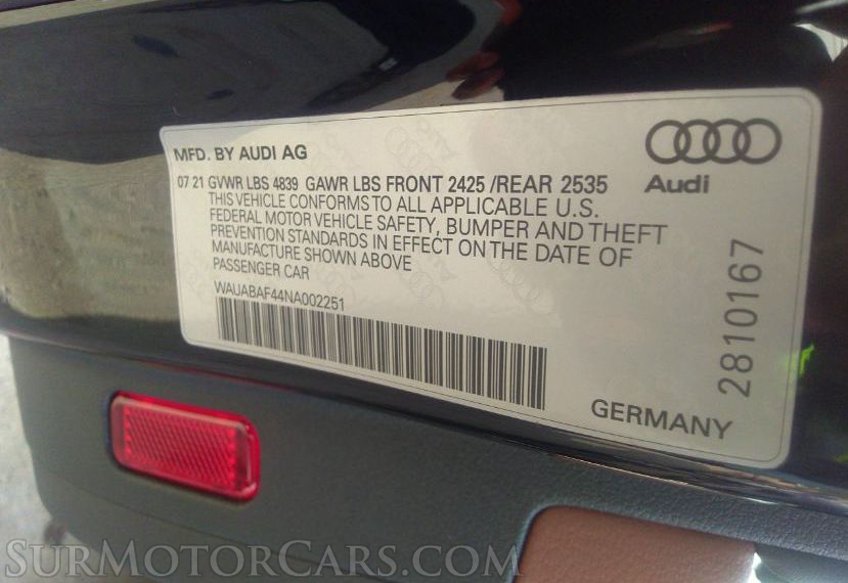 MFD. BY AUDI AG
Audi
07 21 GVWR LBS 4839 GAWR LBS FRONT 2425 /REAR 2535
THIS VEHICLE CONFORMS TO ALL APPLICABLE U.S.
FEDERAL MOTOR VEHICLE SAFETY, BUMPER AND THEFT
PREVENTION STANDARDS IN EFFECT ON THE DATE OF
MANUFACTURE SHOWN ABOVE
PASSENGER CAR
WAUABAF44NA002251
2810167
GERMANY
SURMOTORCARS.COM